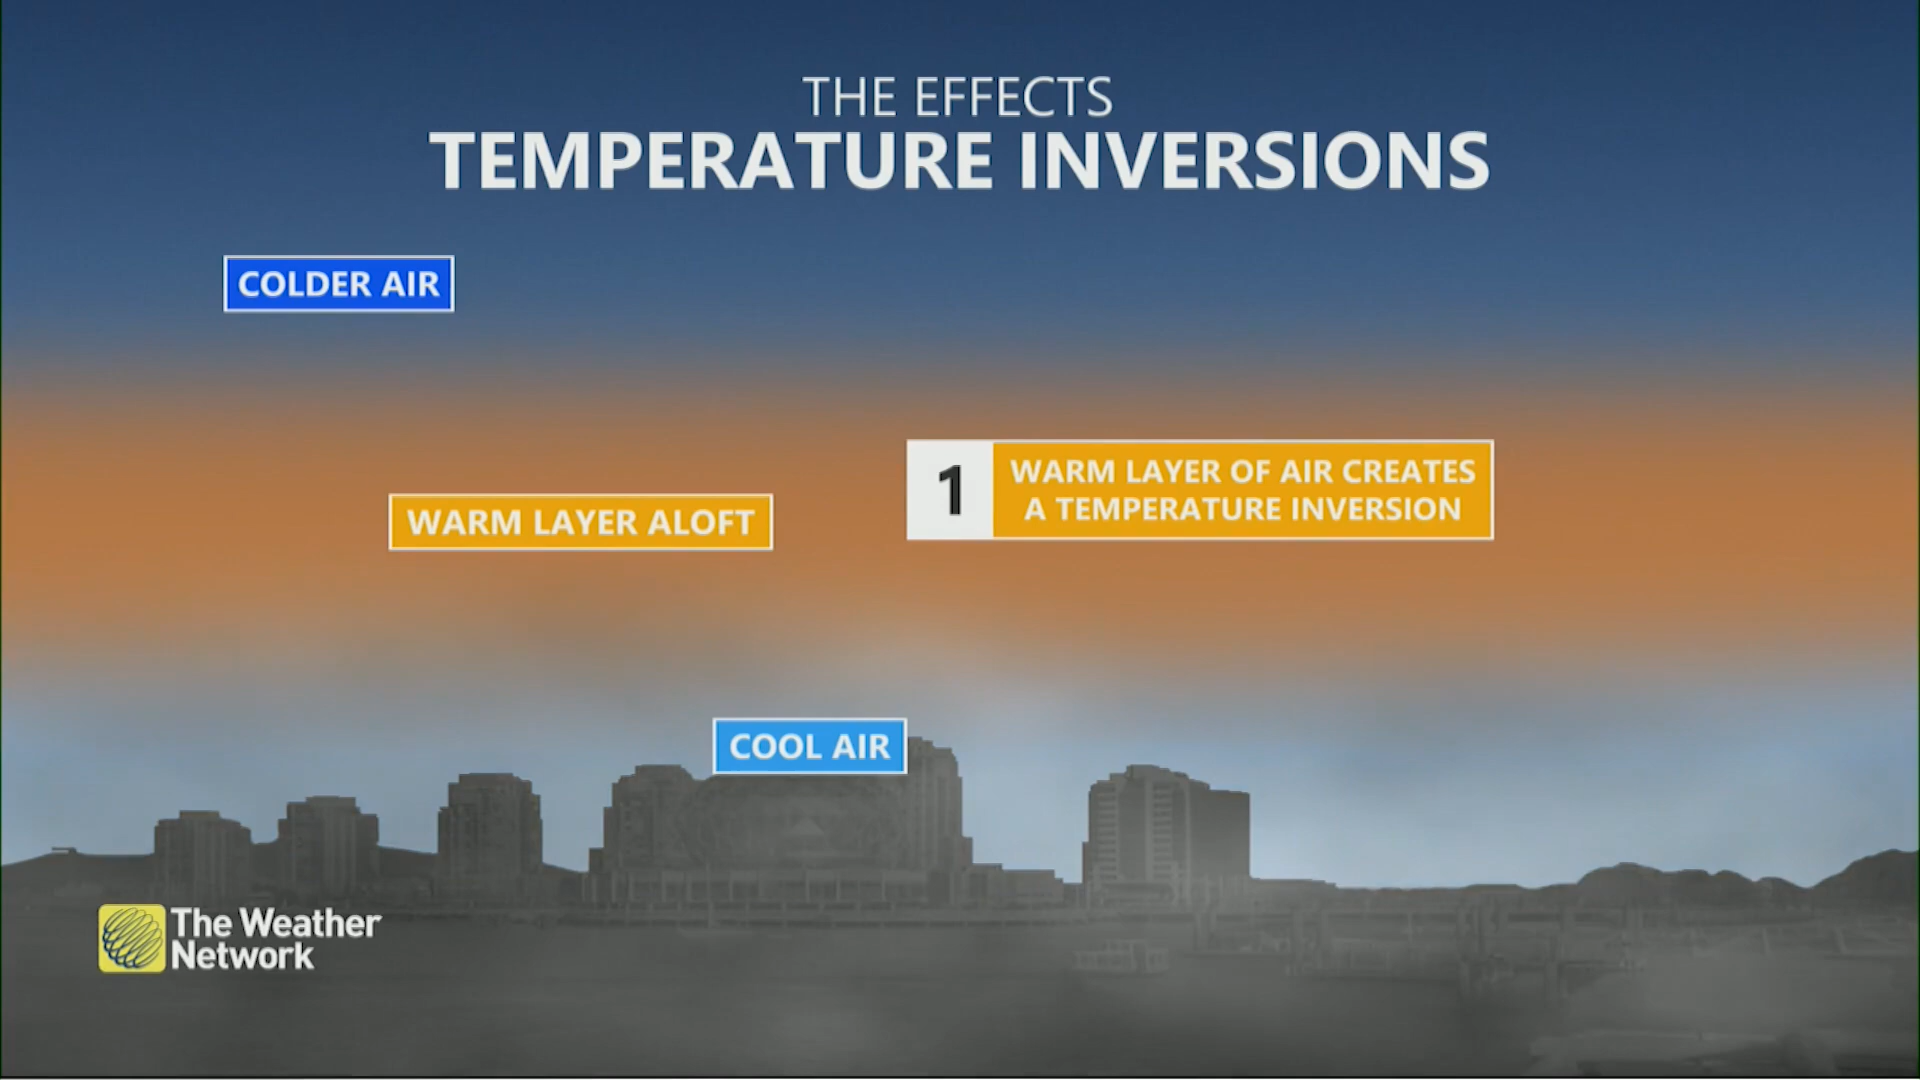 THE EFFECTS
TEMPERATURE INVERSIONS
COLDER AIR
1
WARM LAYER OF AIR CREATES
A TEMPERATURE INVERSION
WARM LAYER ALOFT
COOL AIR
The Weather
Network